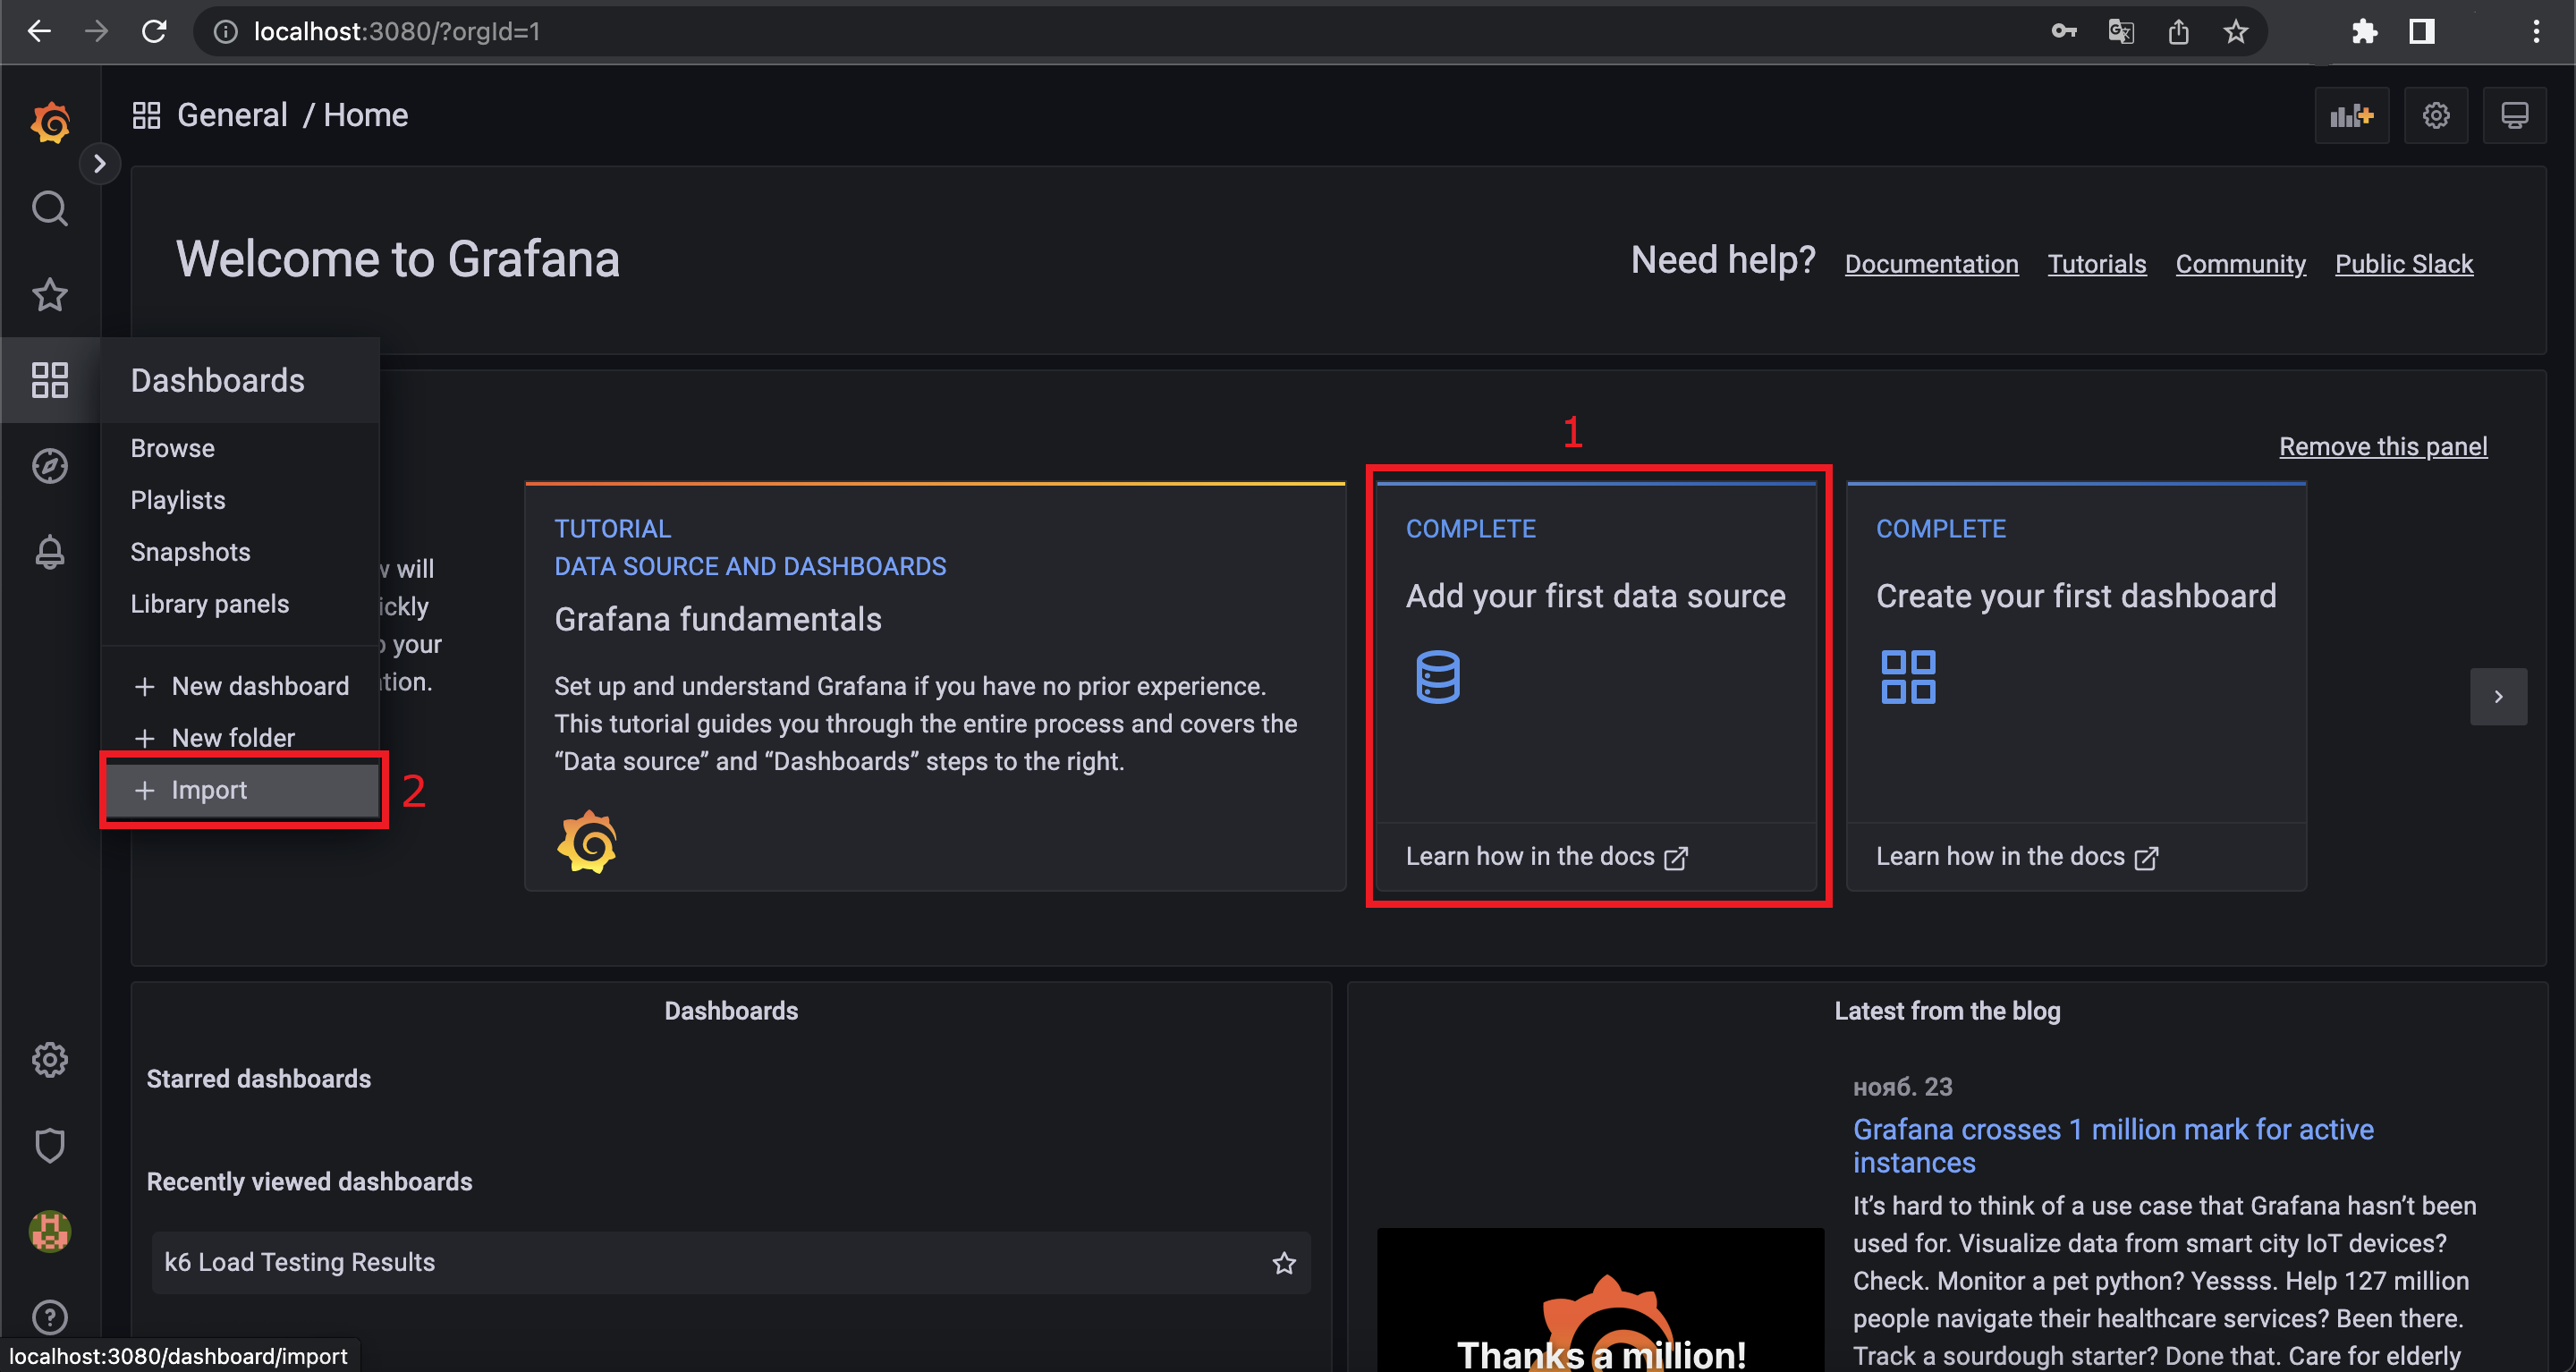 localhost:3080/?orgId=1
General / Home
Welcome to Grafana
Need help? Documentation Tutorials Community Public Slack
Dashboards
Browse
Playlists
Snapshots
Library panels
+ New dashboard
+ New folder
+ Import
2
will
your
1
Remove this panel
TUTORIAL
DATA SOURCE AND DASHBOARDS
Grafana fundamentals
Set up and understand Grafana if you have no prior experience.
This tutorial guides you through the entire process and covers the
“Data source” and “Dashboards” steps to the right.
COMPLETE
Add your first data source
Learn how in the docs
COMPLETE
Create your first dashboard
Learn how in the docs
Dashboards
Starred dashboards
Recently viewed dashboards
k6 Load Testing Results
Latest from the blog
нояб. 23
Grafana crosses 1 million mark for active
instances
It’s hard to think of a use case that Grafana hasn’t been
used for. Visualize data from smart city IoT devices?
Check. Monitor a pet python? Yessss. Help 127 million
people navigate their healthcare services? Been there.
Track a sourdough starter? Done that. Care for elderly
Thanks a million!
localhost:3080/dashboard/import